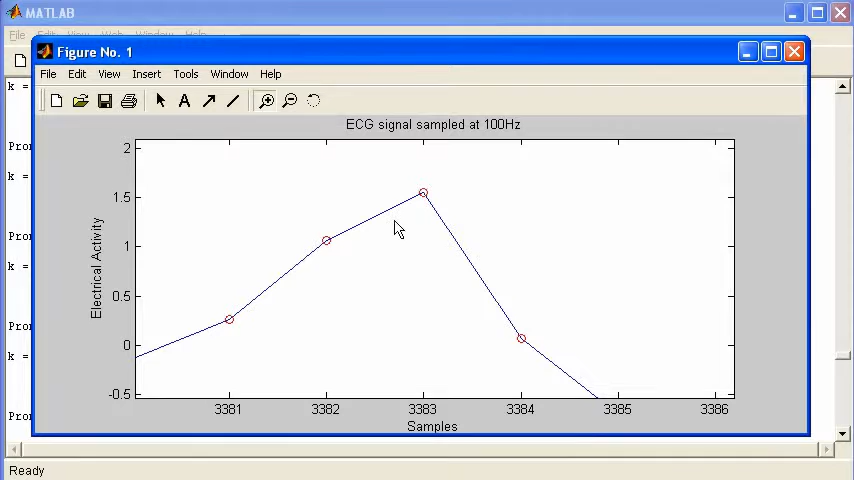 MATLAB
Figure No. 1
File Edit View Insert Tools Window Help
ECG signal sampled at 100Hz
2
1.5
1
0.5
0
-0.5
Electrical Activity
3381 3382 3383 3384 3385 3386
Samples
k =
k =
k =
k =
Ready